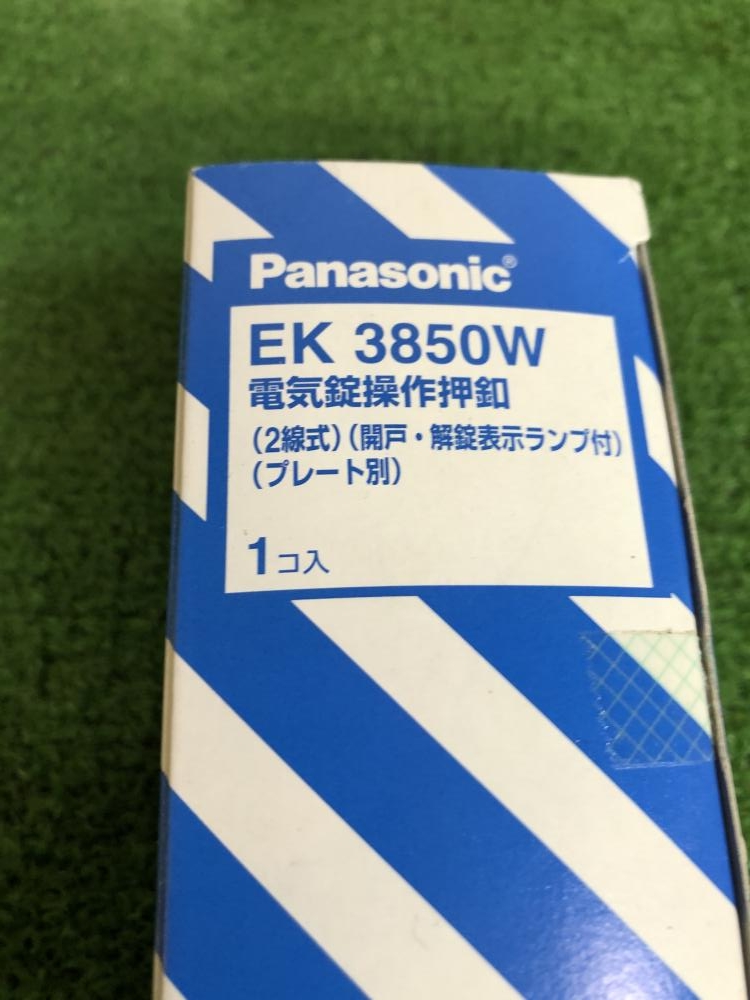 Panasonic®
EK 3850W
電気錠操作押釦
(2線式)(開戸・解錠表示ランプ付)
(プレート別)
1コ入